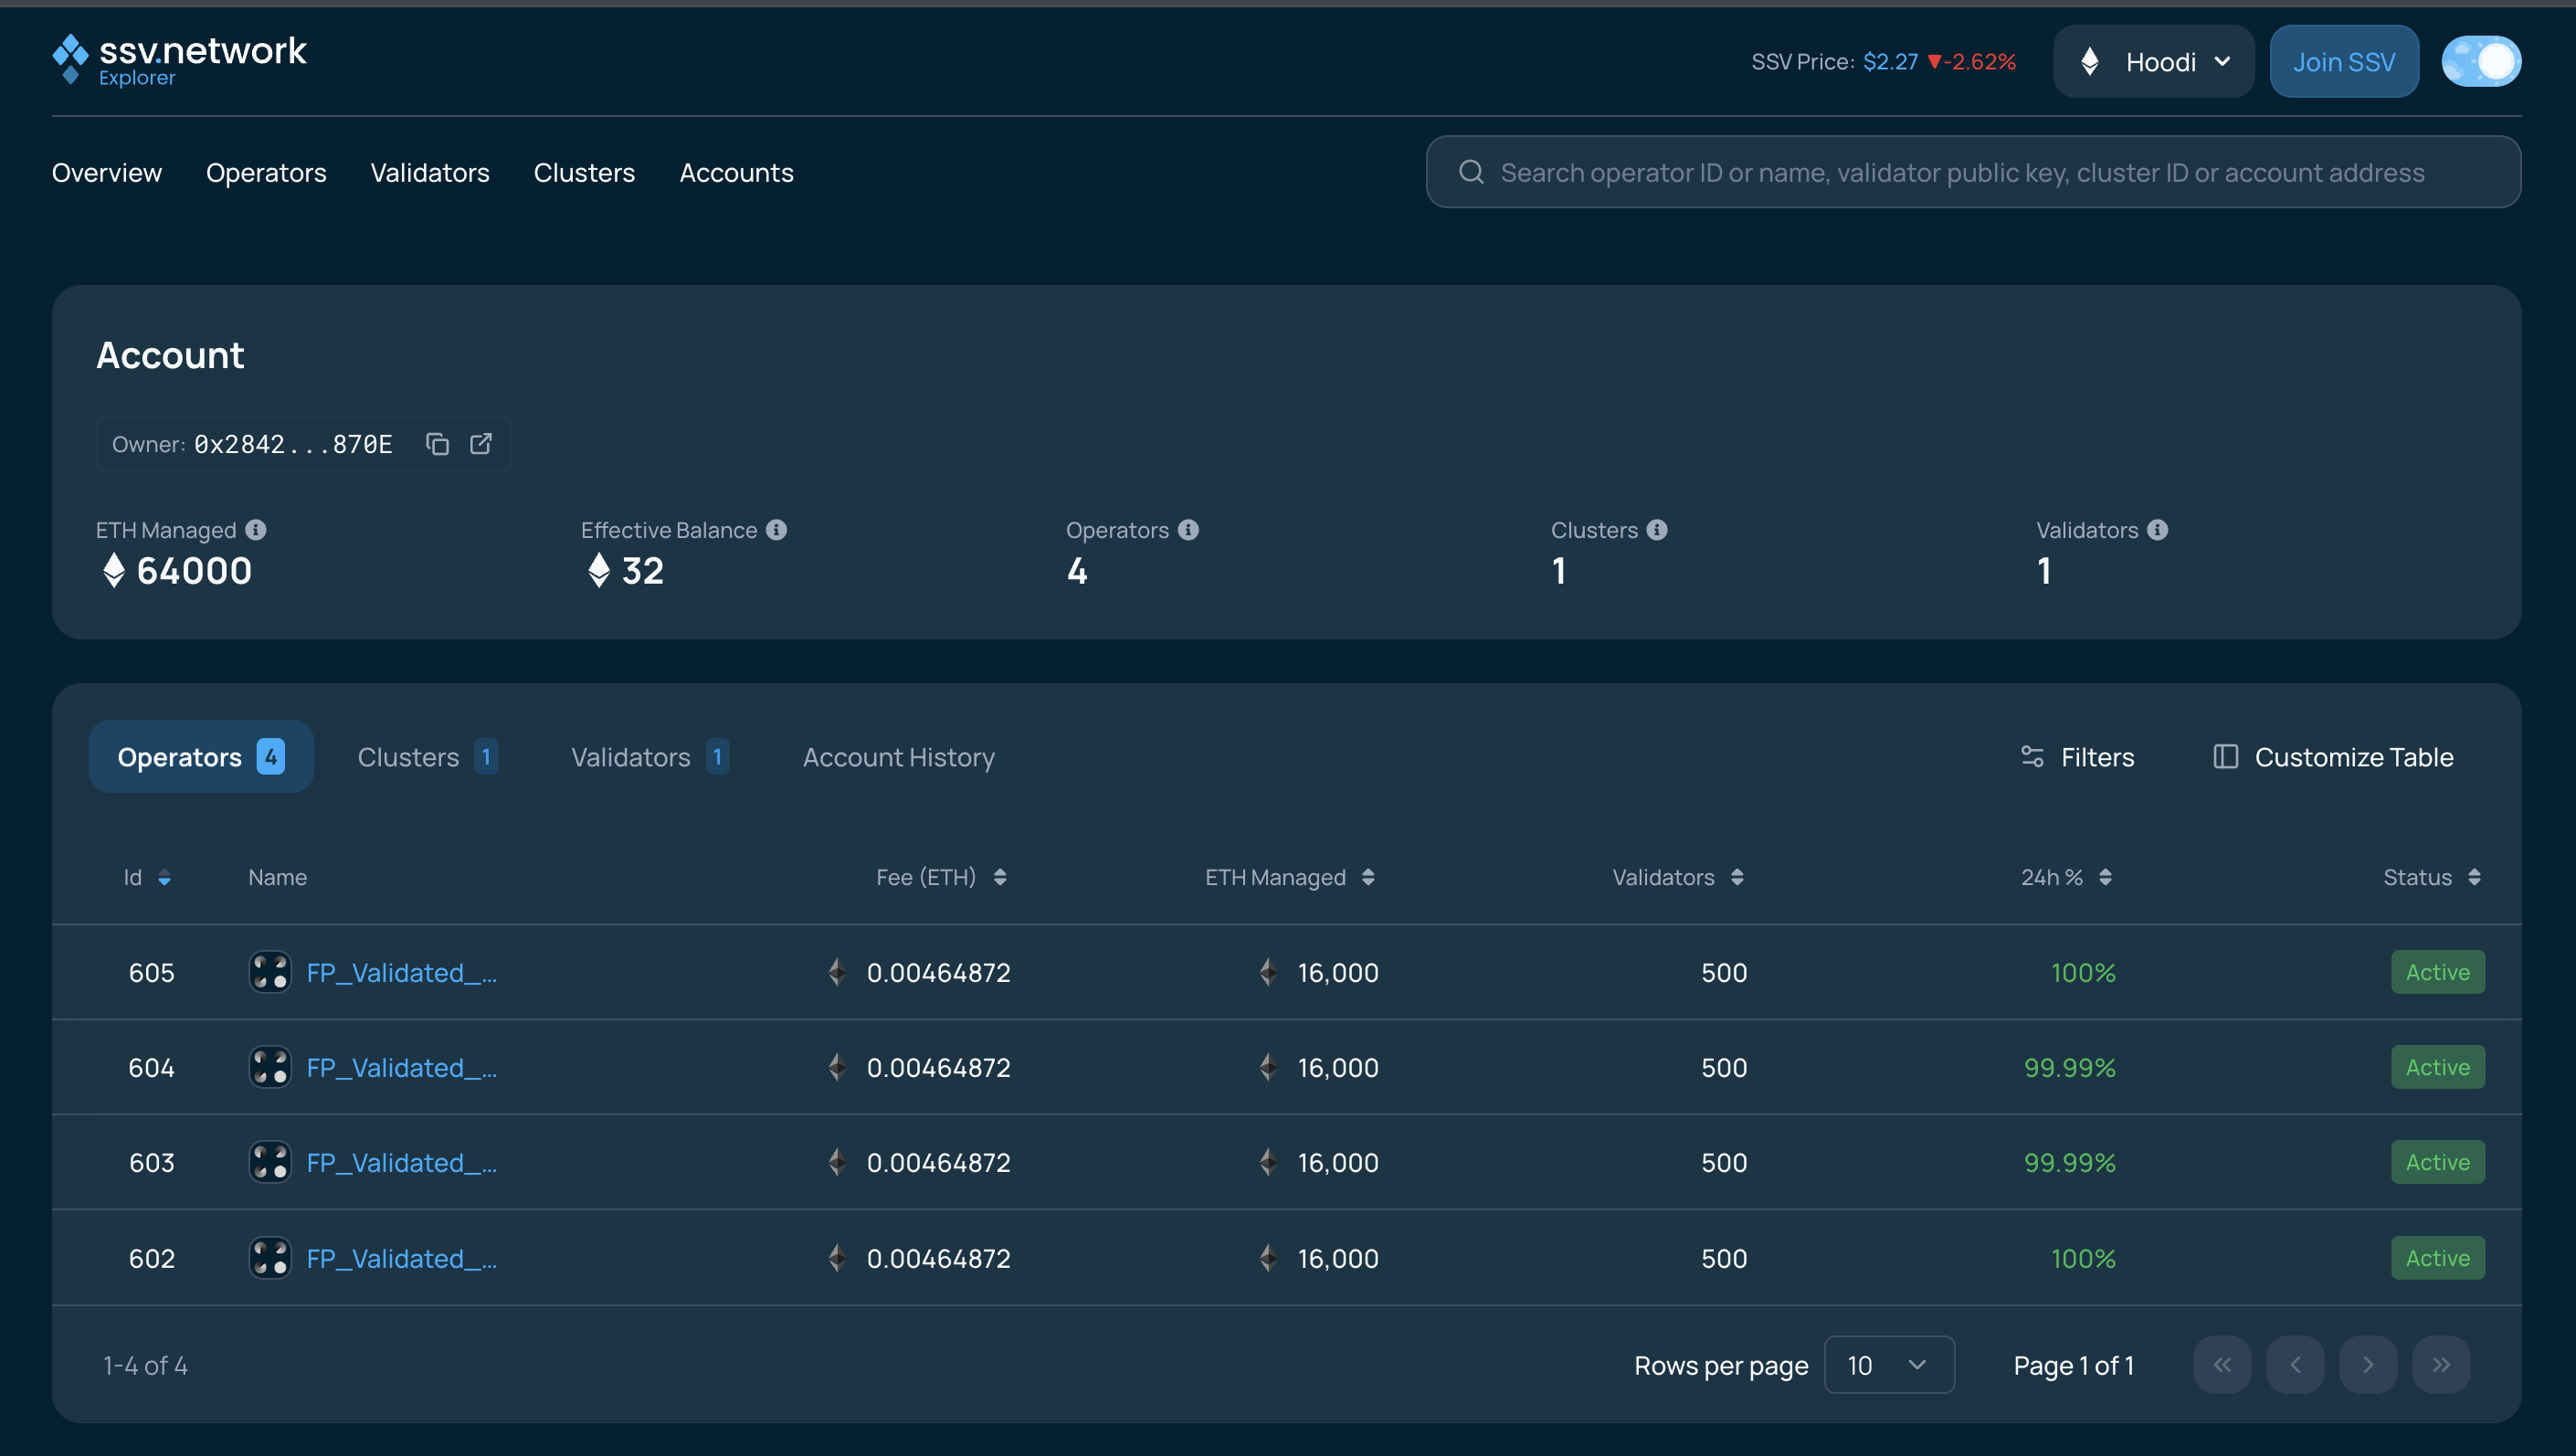 ssv.network
Explorer
SSV Price: $2.27 ▼-2.62%
Hoodi
Join SSV
Overview Operators Validators Clusters Accounts
Search operator ID or name, validator public key, cluster ID or account address
Account
Owner: 0x2842...870E
ETH Managed Effective Balance Operators Clusters Validators
64000 32 4 1 1
Operators 4 Clusters 1 Validators 1 Account History Filters Customize Table
Id Name Fee (ETH) ETH Managed Validators 24h % Status
605 FP_Validated_... 0.00464872 16,000 500 100% Active
604 FP_Validated_... 0.00464872 16,000 500 99.99% Active
603 FP_Validated_... 0.00464872 16,000 500 99.99% Active
602 FP_Validated_... 0.00464872 16,000 500 100% Active
1-4 of 4 Rows per page 10 Page 1 of 1